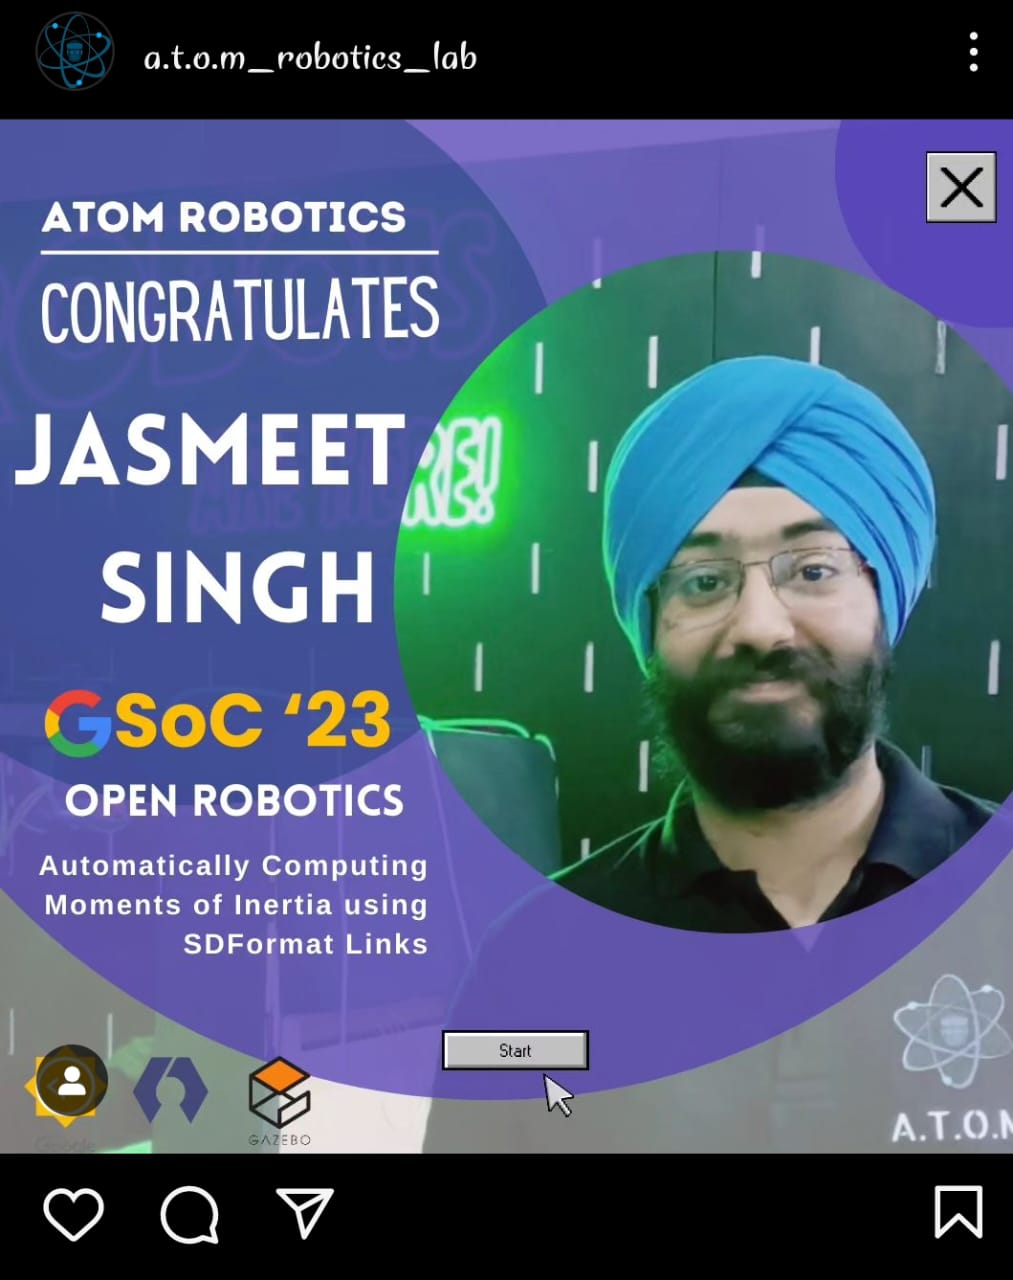 a.t.o.m_robotics_lab
ATOM ROBOTICS
CONGRATULATES
JASMEET
SINGH
GSoC ‘23
OPEN ROBOTICS
Automatically Computing
Moments of Inertia using
SDFormat Links
Start
GAZEBO
A.T.O.M